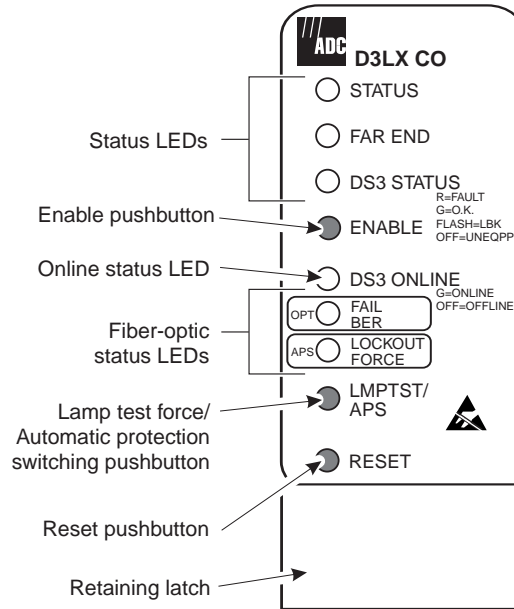 ADC
D3LX CO
STATUS
FAR END
Status LEDs
DS3 STATUS
R=FAULT
G=O.K.
FLASH=LBK
OFF=UNEQPP
Enable pushbutton
ENABLE
Online status LED
DS3 ONLINE
G=ONLINE
OFF=OFFLINE
OPT
FAIL
BER
Fiber-optic
status LEDs
APS
LOCKOUT
FORCE
LMPTST/
APS
Lamp test force/
Automatic protection
switching pushbutton
RESET
Reset pushbutton
Retaining latch